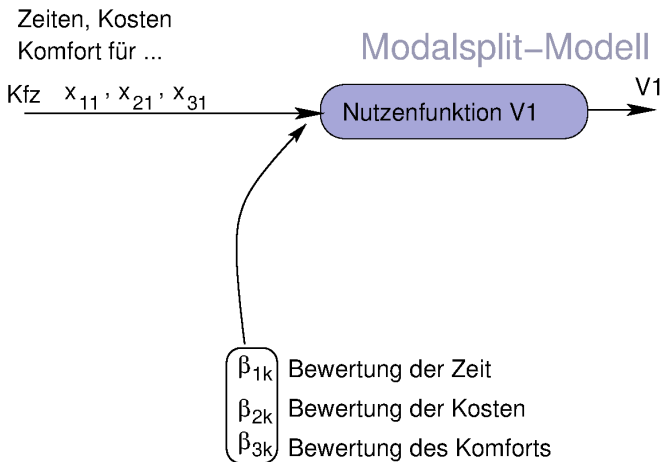 Zeiten, Kosten
Komfort für ...
Modalsplit–Modell
Kfz x₁₁, x₂₁, x₃₁
Nutzenfunktion V1
V1
β₁ₖ Bewertung der Zeit
β₂ₖ Bewertung der Kosten
β₃ₖ Bewertung des Komforts